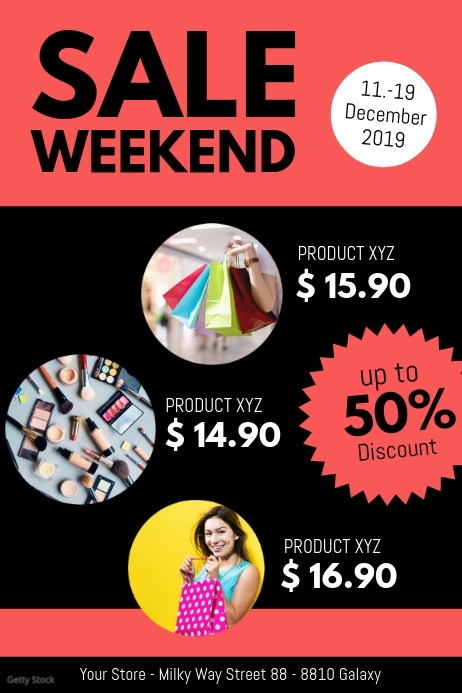 SALE
WEEKEND
11.-19
December
2019
PRODUCT XYZ
$ 15.90
up to
50%
Discount
PRODUCT XYZ
$ 14.90
PRODUCT XYZ
$ 16.90
Getty Stock
Your Store - Milky Way Street 88 - 8810 Galaxy